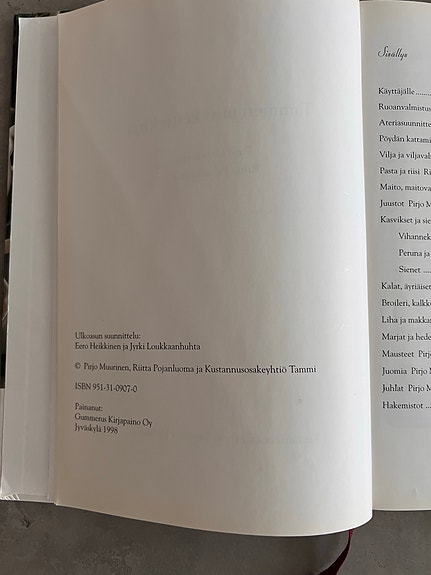 Ulkoasun suunnittelu:
Eero Heikkinen ja Jyrki Loukkaanhuhta
© Pirjo Muurinen, Riitta Pojanluoma ja Kustannusosakeyhtiö Tammi
ISBN 951-31-0907-0
Painanut:
Gummerus Kirjapaino Oy
Jyväskylä 1998
Sisällys
Käyttäjälle
Ruoanvalmistus
Ateriasuunnitte
Pöydän kattami
Vilja ja viljaval
Pasta ja riisi Ri
Maito, maitova
Juustot Pirjo M
Kasvikset ja sie
Vihannek
Peruna ja
Sienet
Kalat, äyriäiset
Broileri, kalkku
Liha ja makkar
Marjat ja hede
Mausteet Pirj
Juomia Pirjo M
Juhlat Pirjo M
Hakemistot